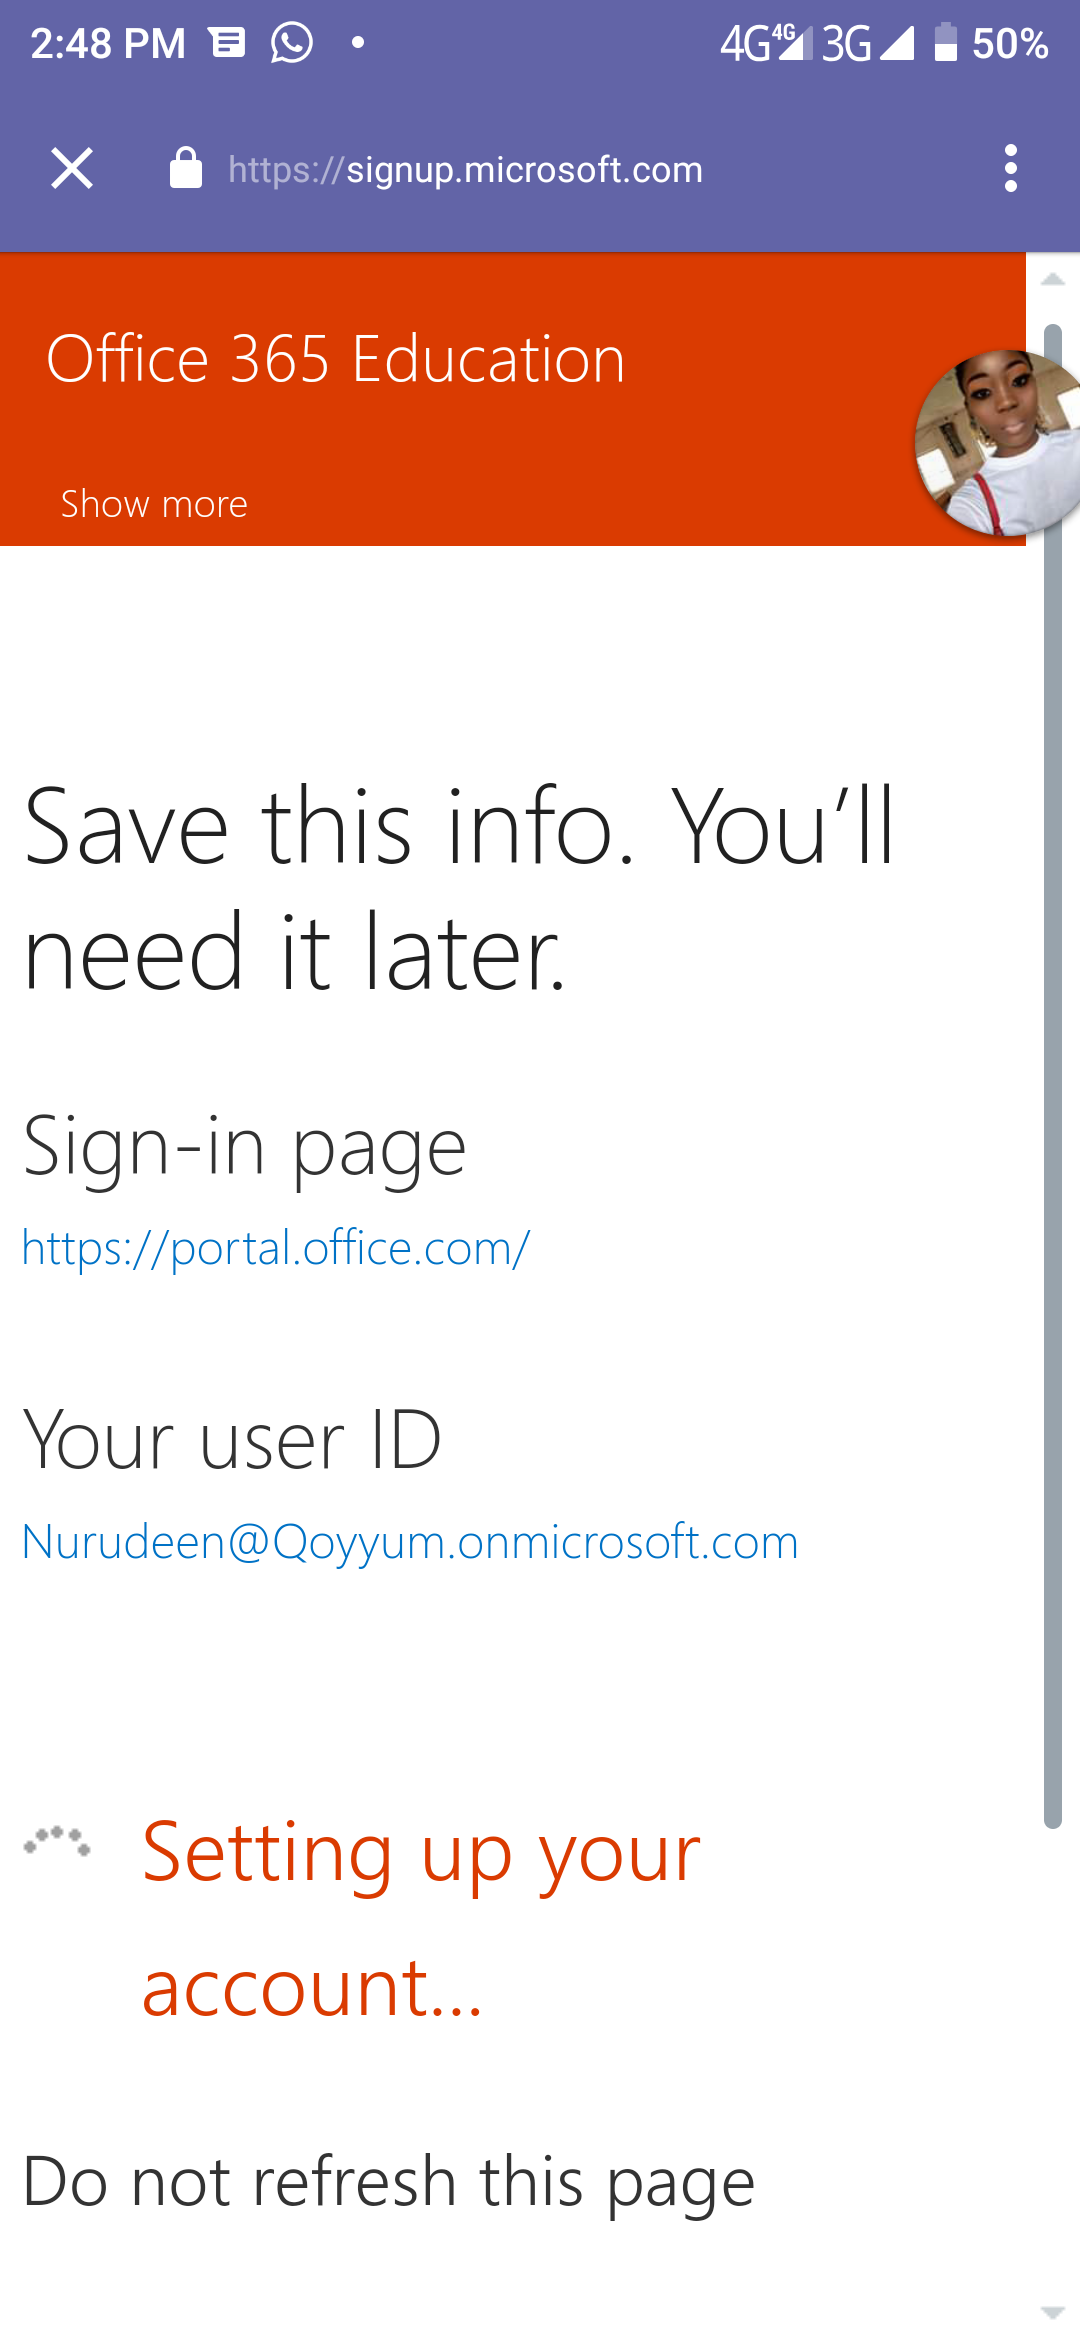 2:48 PM
4G 4G 3G 50%
https://signup.microsoft.com
Office 365 Education
Show more
Save this info. You’ll
need it later.
Sign-in page
https://portal.office.com/
Your user ID
Nurudeen@Qoyyum.onmicrosoft.com
Setting up your
account...
Do not refresh this page